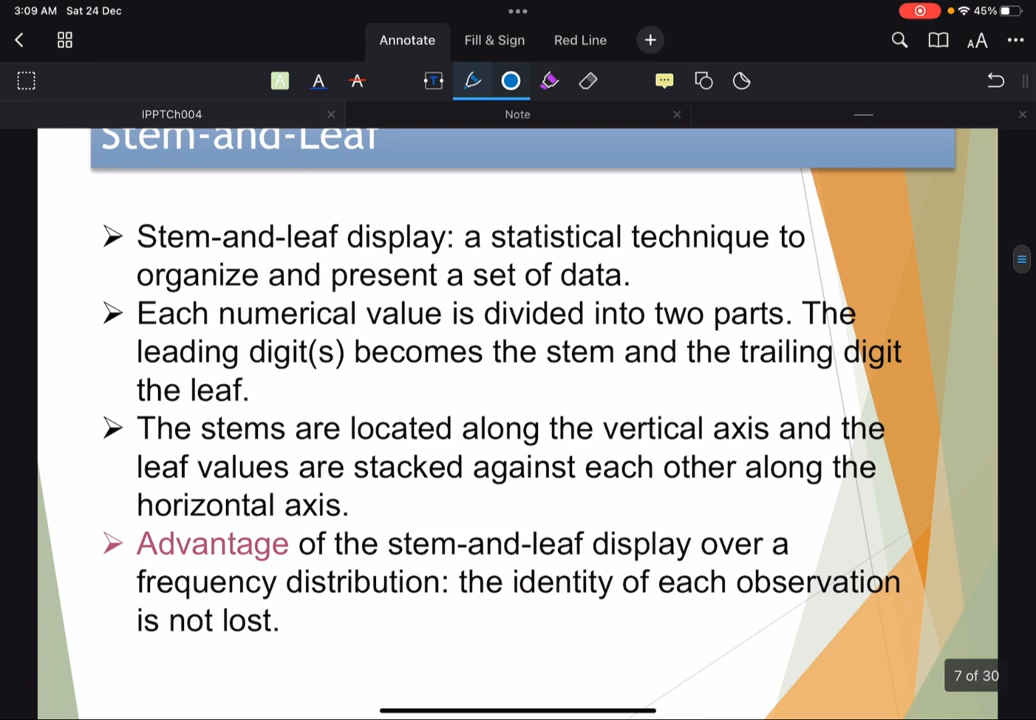 3:09 AM Sat 24 Dec
45%
Annotate Fill & Sign Red Line
AA
A A A T
IPPTCh004 Note
Stem-and-Leaf
➢ Stem-and-leaf display: a statistical technique to
organize and present a set of data.
➢ Each numerical value is divided into two parts. The
leading digit(s) becomes the stem and the trailing digit
the leaf.
➢ The stems are located along the vertical axis and the
leaf values are stacked against each other along the
horizontal axis.
➢ Advantage of the stem-and-leaf display over a
frequency distribution: the identity of each observation
is not lost.
7 of 30